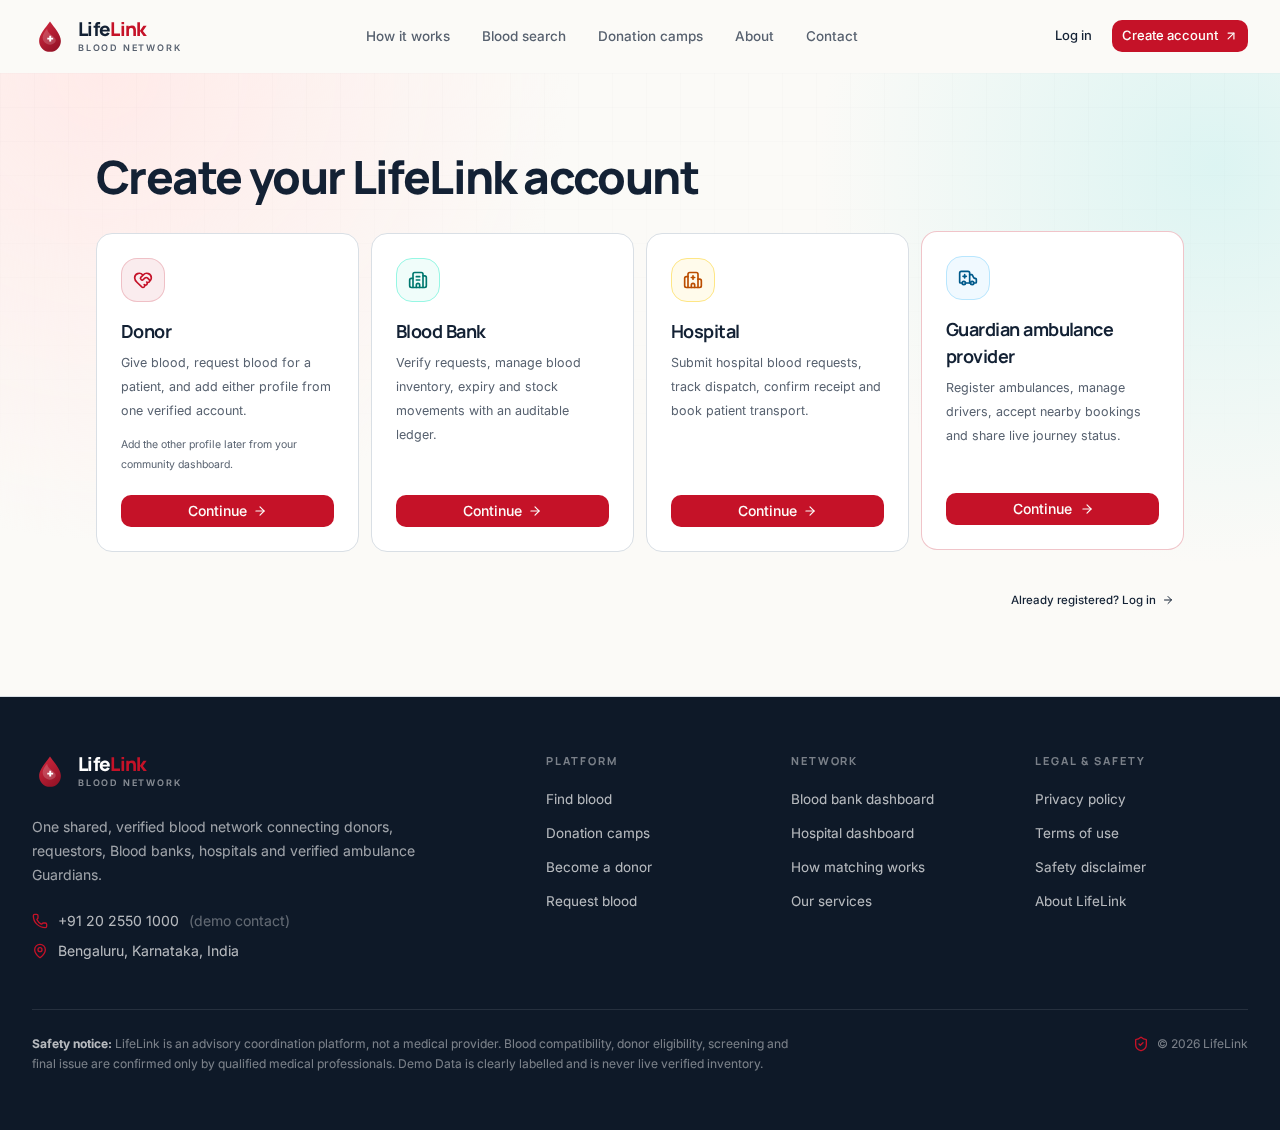 LifeLink
BLOOD NETWORK
How it works
Blood search
Donation camps
About
Contact
Log in
Create account
Create your LifeLink account
Donor
Give blood, request blood for a
patient, and add either profile from
one verified account.
Add the other profile later from your
community dashboard.
Continue
Blood Bank
Verify requests, manage blood
inventory, expiry and stock
movements with an auditable
ledger.
Continue
Hospital
Submit hospital blood requests,
track dispatch, confirm receipt and
book patient transport.
Continue
Guardian ambulance
provider
Register ambulances, manage
drivers, accept nearby bookings
and share live journey status.
Continue
Already registered? Log in
LifeLink
BLOOD NETWORK
One shared, verified blood network connecting donors,
requestors, Blood banks, hospitals and verified ambulance
Guardians.
+91 20 2550 1000 (demo contact)
Bengaluru, Karnataka, India
PLATFORM
Find blood
Donation camps
Become a donor
Request blood
NETWORK
Blood bank dashboard
Hospital dashboard
How matching works
Our services
LEGAL & SAFETY
Privacy policy
Terms of use
Safety disclaimer
About LifeLink
Safety notice: LifeLink is an advisory coordination platform, not a medical provider. Blood compatibility, donor eligibility, screening and
final issue are confirmed only by qualified medical professionals. Demo Data is clearly labelled and is never live verified inventory.
© 2026 LifeLink